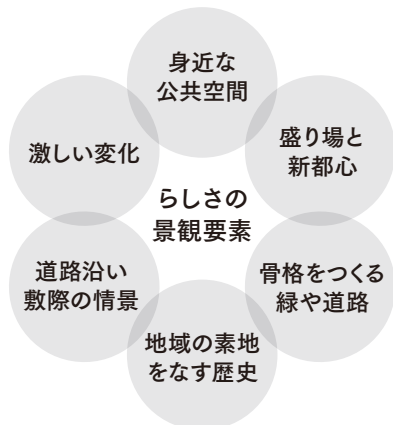 身近な
公共空間
盛り場と
新都心
骨格をつくる
緑や道路
地域の素地
をなす歴史
道路沿い
敷際の情景
激しい変化
らしさの
景観要素